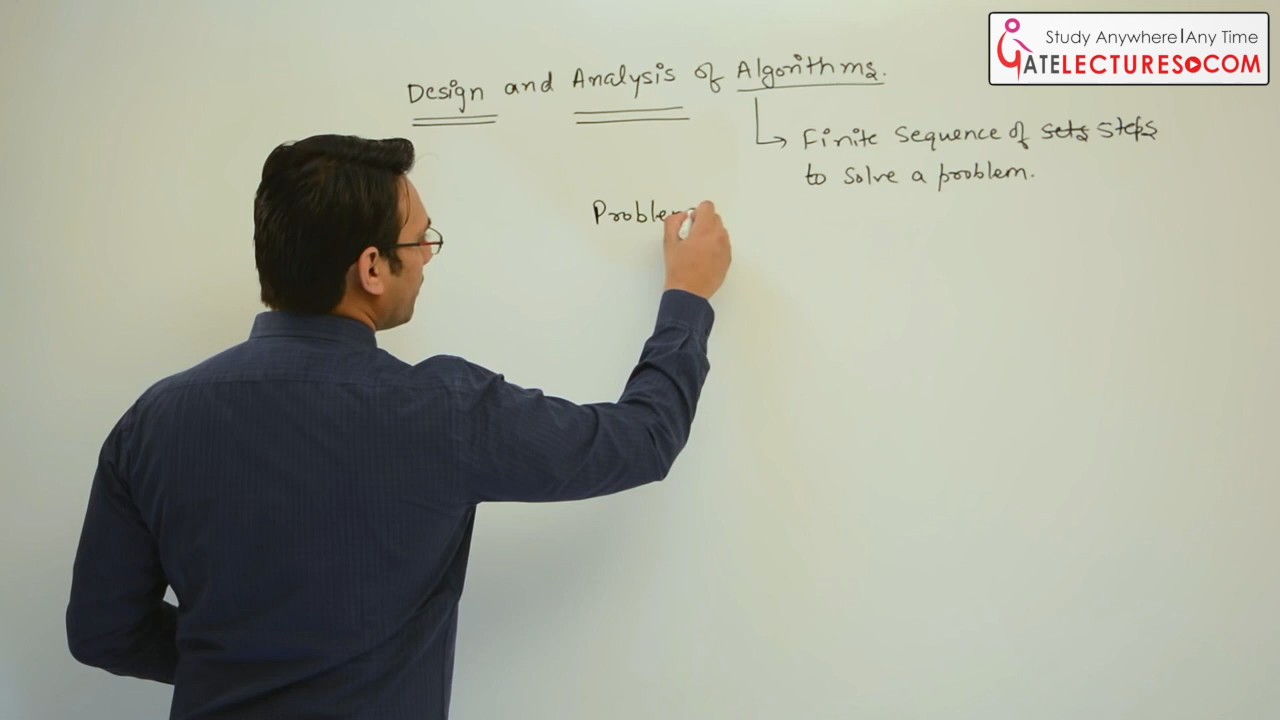 Study Anywhere|Any Time
GATELECTURES.COM
Design and Analysis of Algorithms.
Finite Sequence of sets steps
to solve a problem.
Problem